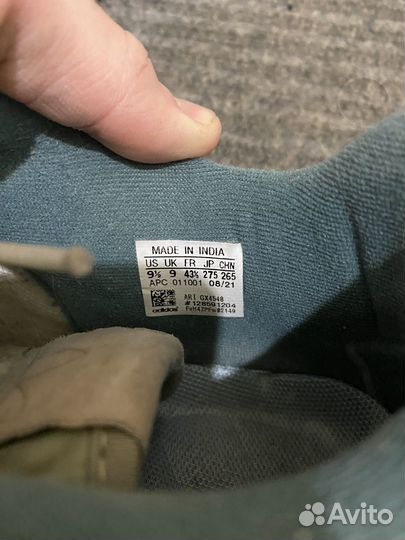 MADE IN INDIA
US UK FR JP CHN
9½ 9 43⅓ 275 265
APC 011001 08/21
ART GX4548
#128591204
adidas
Avito